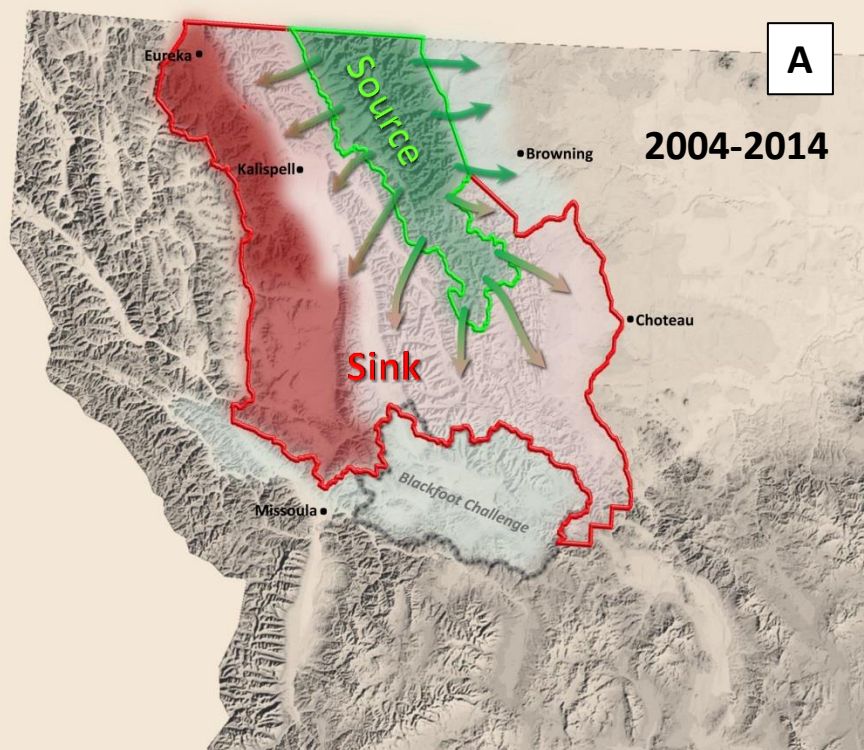 A
Eureka
Source
2004-2014
Browning
Kalispell
Choteau
Sink
Blackfoot Challenge
Missoula